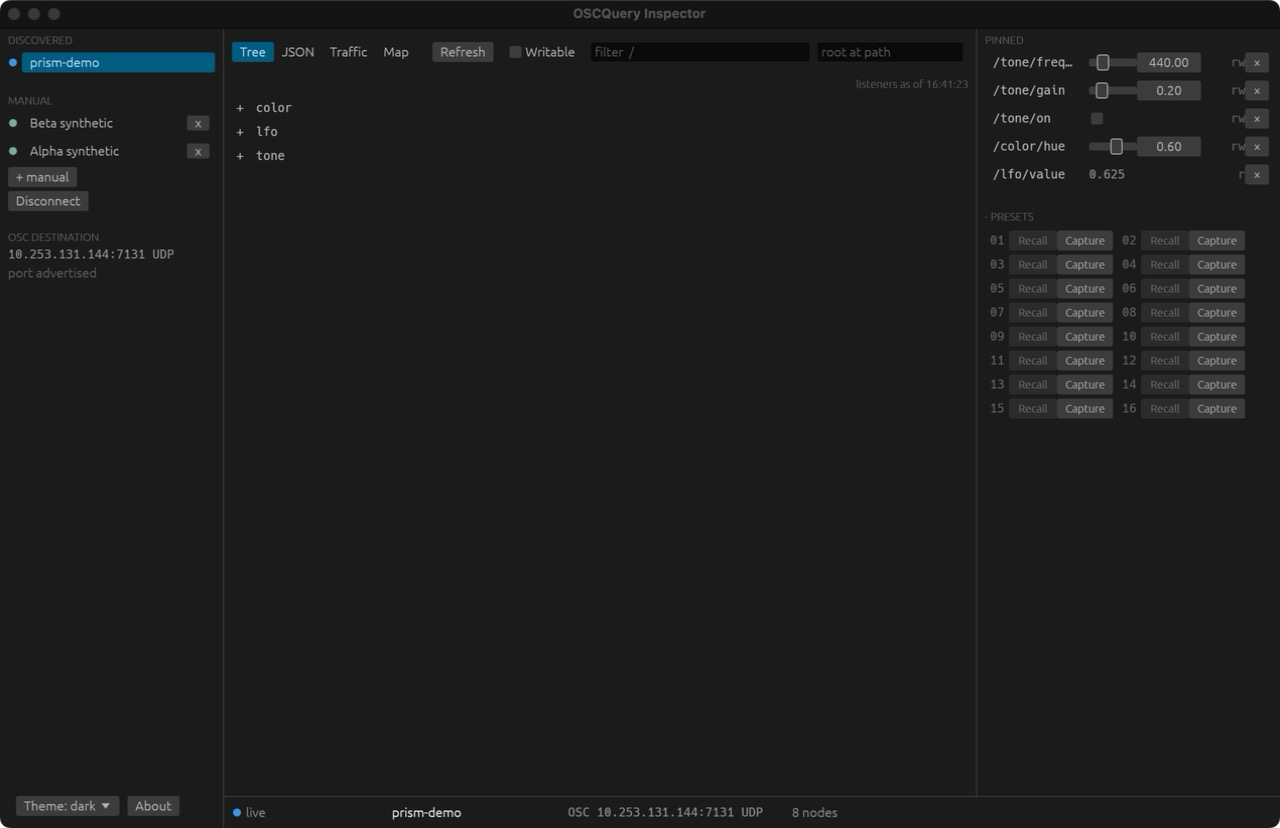 OSCQuery Inspector
DISCOVERED
prism-demo
MANUAL
Beta synthetic x
Alpha synthetic x
+ manual
Disconnect
OSC DESTINATION
10.253.131.144:7131 UDP
port advertised
Theme: dark About
Tree JSON Traffic Map Refresh Writable filter / root at path
listeners as of 16:41:23
+ color
+ lfo
+ tone
live prism-demo OSC 10.253.131.144:7131 UDP 8 nodes
PINNED
/tone/freq… 440.00 rw ×
/tone/gain 0.20 rw ×
/tone/on rw ×
/color/hue 0.60 rw ×
/lfo/value 0.625 r ×
- PRESETS
01 Recall Capture 02 Recall Capture
03 Recall Capture 04 Recall Capture
05 Recall Capture 06 Recall Capture
07 Recall Capture 08 Recall Capture
09 Recall Capture 10 Recall Capture
11 Recall Capture 12 Recall Capture
13 Recall Capture 14 Recall Capture
15 Recall Capture 16 Recall Capture